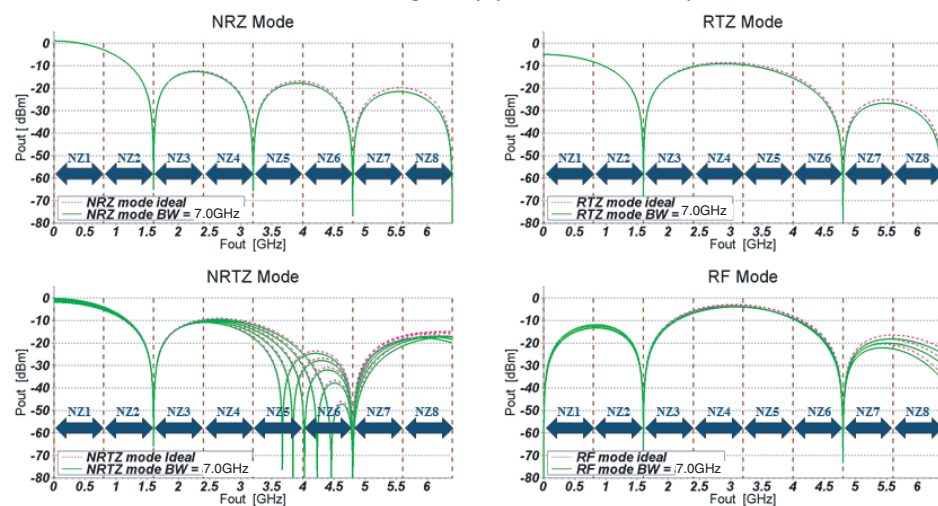 NRZ Mode
0
-10
-20
-30
-40
-50
-60
-70
-80
Pout [ dBm]
NZ1 NZ2 NZ3 NZ4 NZ5 NZ6 NZ7 NZ8
NRZ mode ideal
NRZ mode BW = 7.0GHz
0 0.5 1 1.5 2 2.5 3 3.5 4 4.5 5 5.5 6
Fout [GHz]
RTZ Mode
0
-10
-20
-30
-40
-50
-60
-70
-80
Pout [dBm]
NZ1 NZ2 NZ3 NZ4 NZ5 NZ6 NZ7 NZ8
RTZ mode ideal
RTZ mode BW = 7.0GHz
0 0.5 1 1.5 2 2.5 3 3.5 4 4.5 5 5.5 6
Fout [GHz]
NRTZ Mode
0
-10
-20
-30
-40
-50
-60
-70
-80
Pout [dBm]
NZ1 NZ2 NZ3 NZ4 NZ5 NZ6 NZ7 NZ8
NRTZ mode Ideal
NRTZ mode BW = 7.0GHz
0 0.5 1 1.5 2 2.5 3 3.5 4 4.5 5 5.5 6
Fout [GHz]
RF Mode
0
-10
-20
-30
-40
-50
-60
-70
-80
Pout [dBm]
NZ1 NZ2 NZ3 NZ4 NZ5 NZ6 NZ7 NZ8
RF mode ideal
RF mode BW = 7.0GHz
0 0.5 1 1.5 2 2.5 3 3.5 4 4.5 5 5.5 6
Fout [GHz]